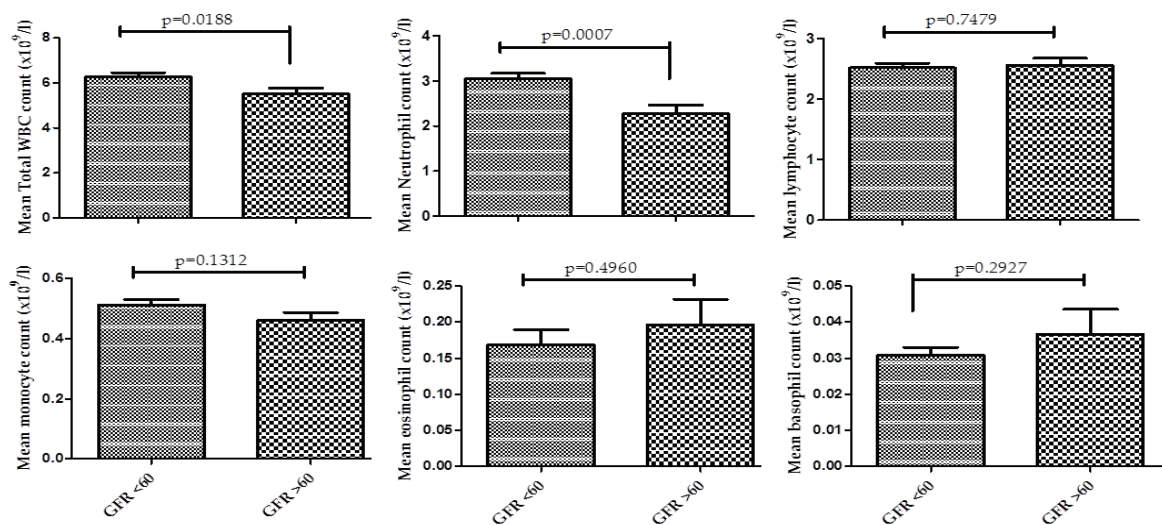 p=0.0188
Mean Total WBC count (x10⁹/l)
8
6
4
2
0
p=0.0007
Mean Neutrophil count (x10⁹/l)
4
3
2
1
0
p=0.7479
Mean lymphocyte count (x10⁹/l)
3
2
1
0
p=0.1312
Mean monocyte count (x10⁹/l)
0.6
0.4
0.2
0.0
GFR <60
GFR >60
p=0.4960
Mean eosinophil count (x10⁹/l)
0.25
0.20
0.15
0.10
0.05
0.00
GFR <60
GFR >60
p=0.2927
Mean basophil count (x10⁹/l)
0.05
0.04
0.03
0.02
0.01
0.00
GFR <60
GFR >60